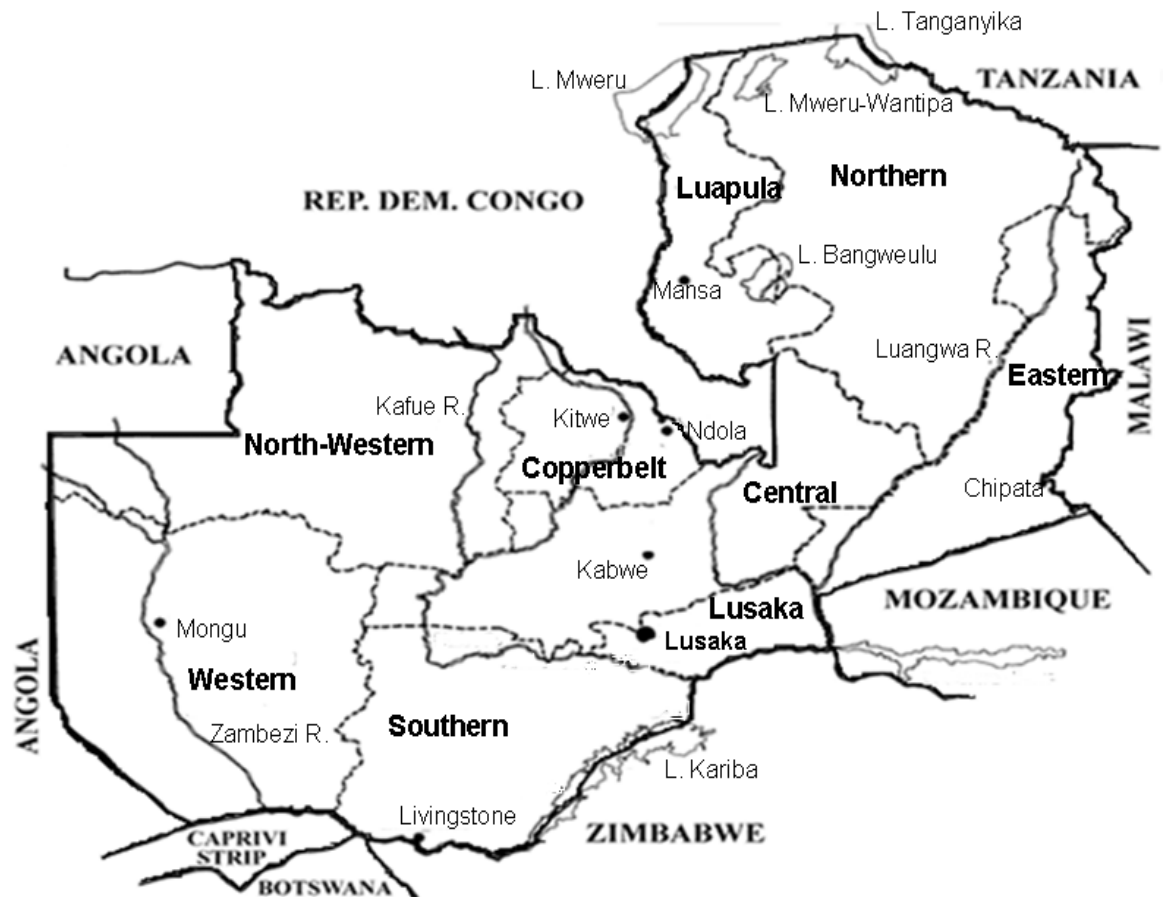 L. Tanganyika
L. Mweru
TANZANIA
L. Mweru-Wantipa
Luapula
Northern
REP. DEM. CONGO
L. Bangweulu
Mansa
ANGOLA
Luangwa R.
MALAWI
Eastern
Kafue R.
Kitwe
Ndola
North-Western
Copperbelt
Central
Chipata
Kabwe
MOZAMBIQUE
Lusaka
Mongu
Lusaka
ANGOLA
Western
Southern
Zambezi R.
L. Kariba
Livingstone
ZIMBABWE
CAPRIVI
STRIP
BOTSWANA